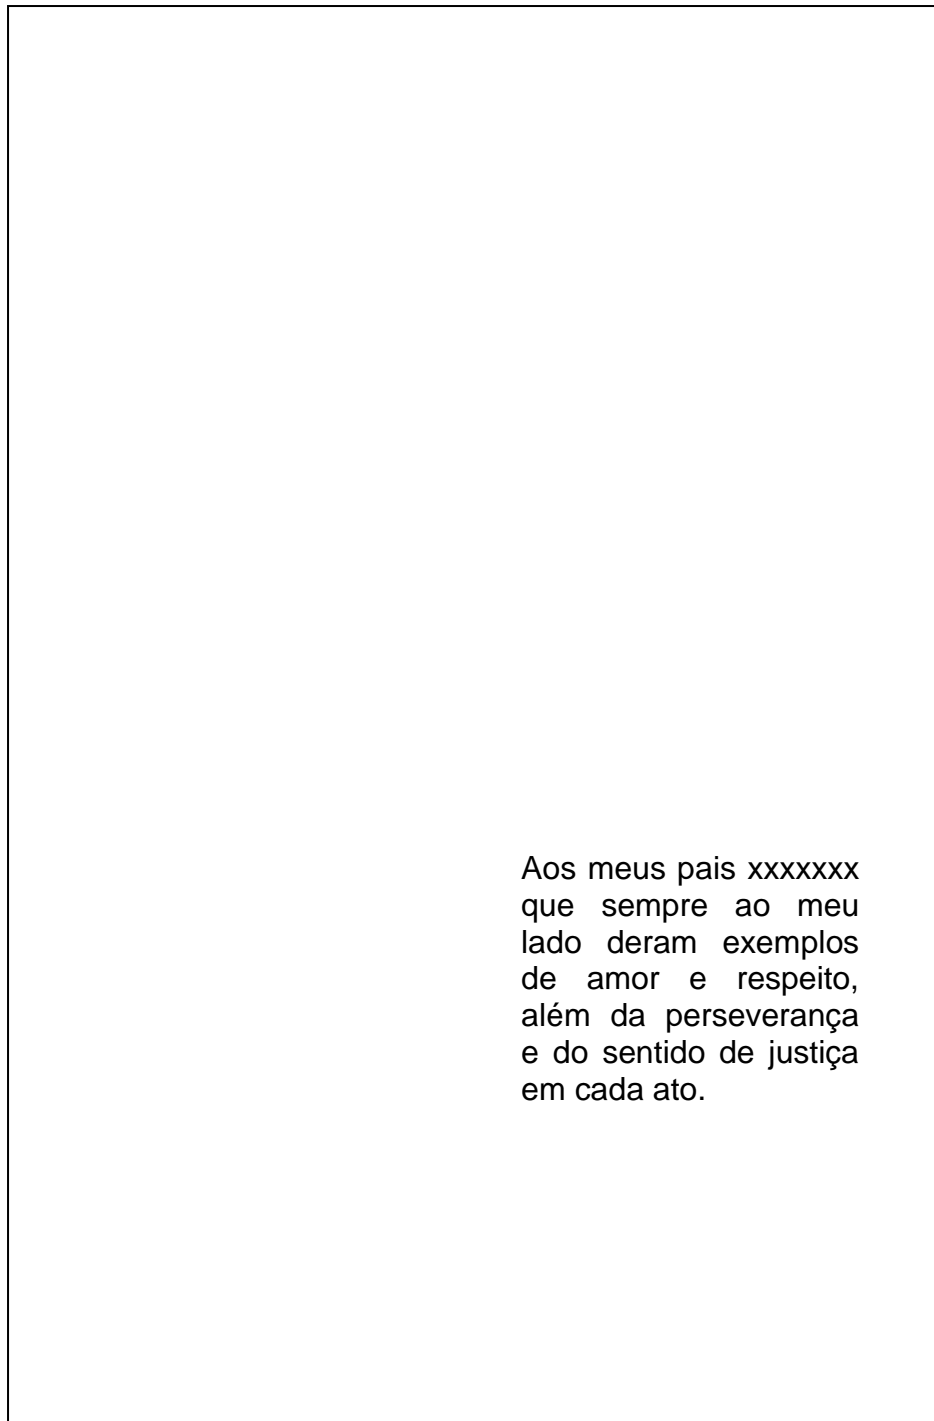 Aos meus pais xxxxxxx
que sempre ao meu
lado deram exemplos
de amor e respeito,
além da perseverança
e do sentido de justiça
em cada ato.